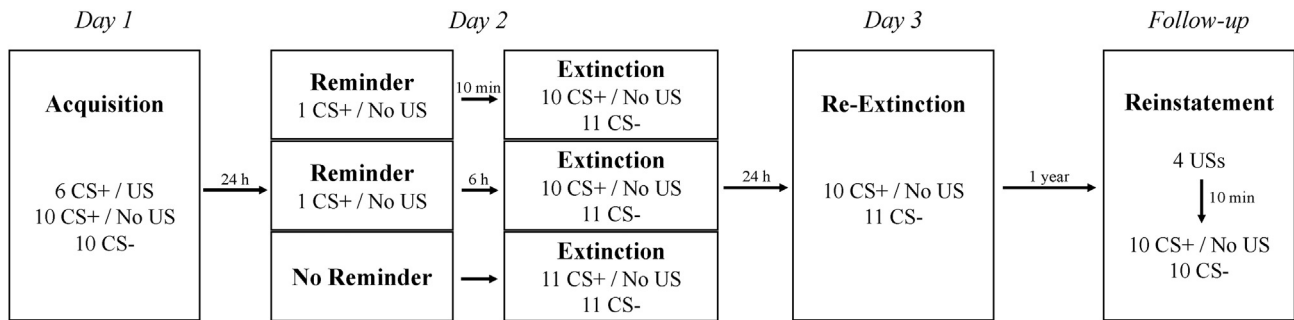 Day 1
Day 2
Day 3
Follow-up
Acquisition
6 CS+ / US
10 CS+ / No US
10 CS-
24 h
Reminder
1 CS+ / No US
10 min
Extinction
10 CS+ / No US
11 CS-
Reminder
1 CS+ / No US
6 h
Extinction
10 CS+ / No US
11 CS-
No Reminder
Extinction
11 CS+ / No US
11 CS-
24 h
Re-Extinction
10 CS+ / No US
11 CS-
1 year
Reinstatement
4 USs
10 min
10 CS+ / No US
10 CS-